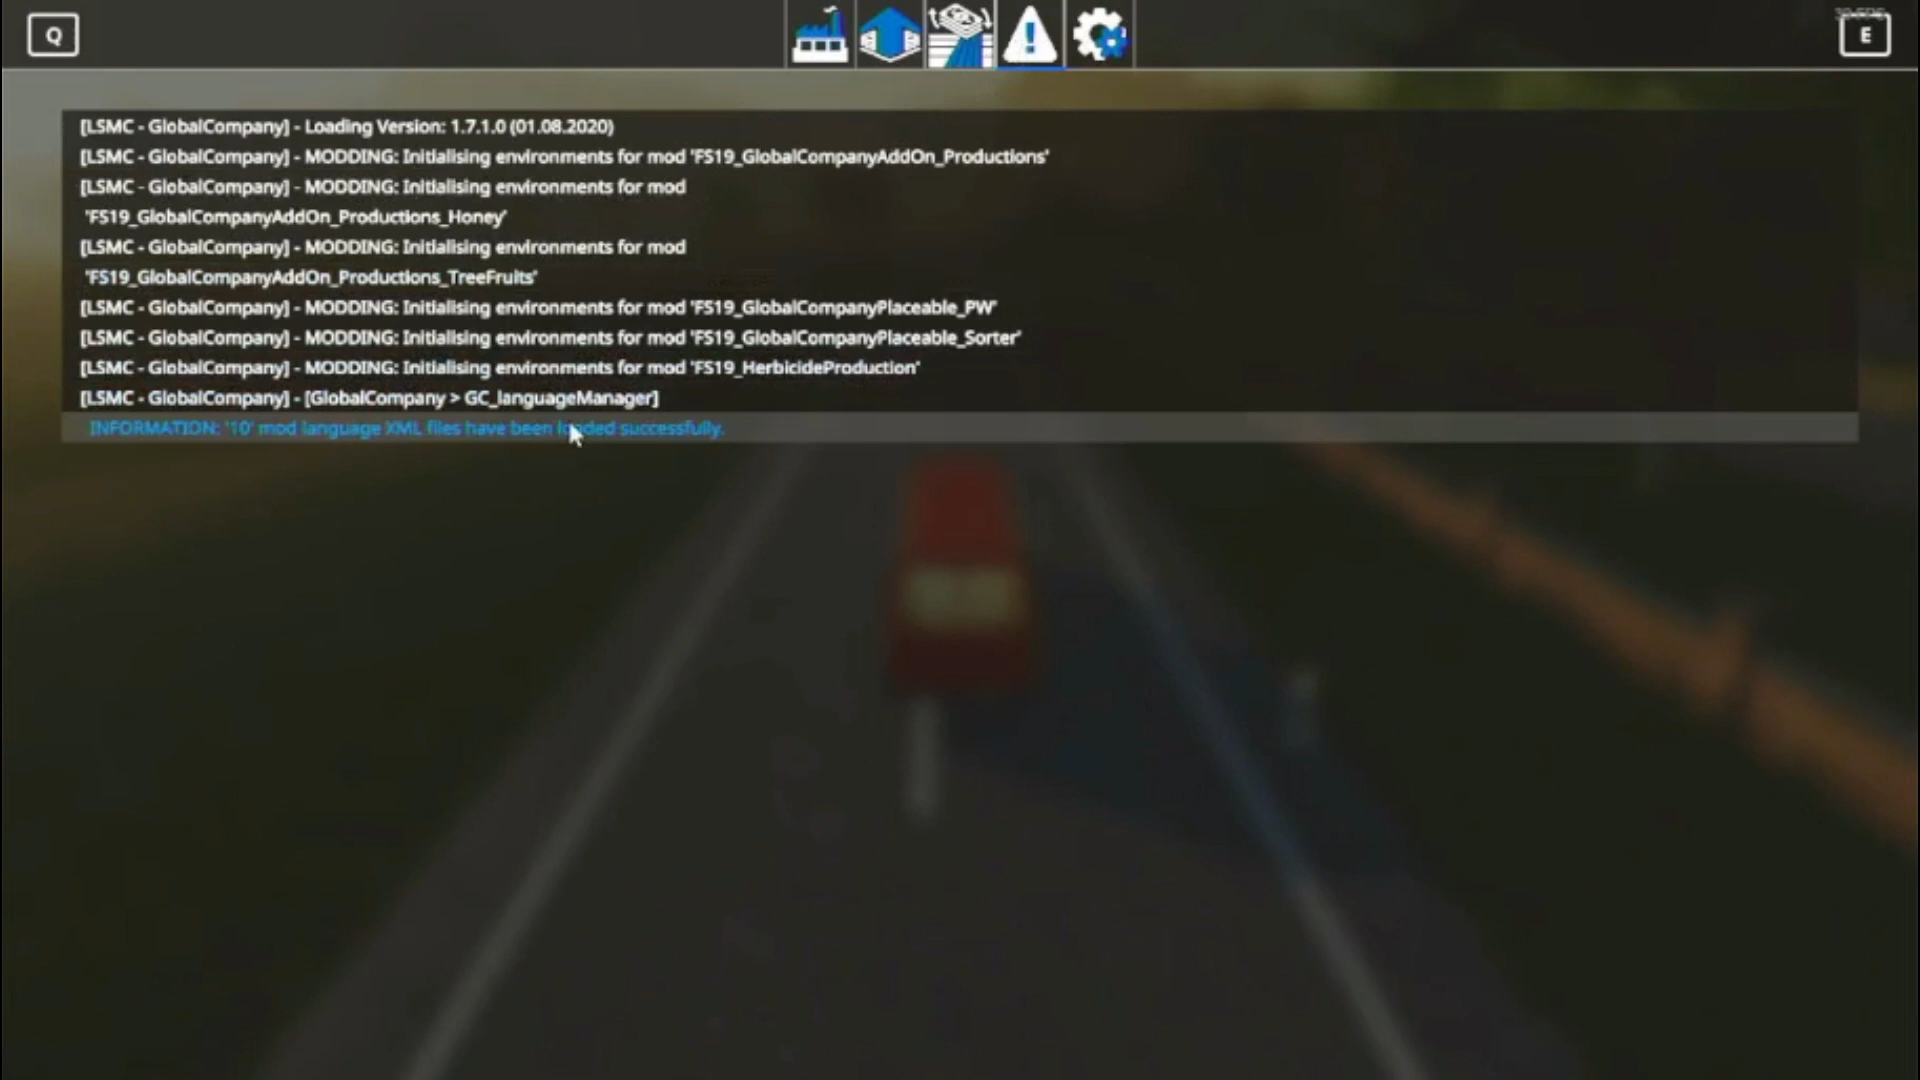 Q
30 FPS
E
[LSMC - GlobalCompany] - Loading Version: 1.7.1.0 (01.08.2020)
[LSMC - GlobalCompany] - MODDING: Initialising environments for mod 'FS19_GlobalCompanyAddOn_Productions'
[LSMC - GlobalCompany] - MODDING: Initialising environments for mod
'FS19_GlobalCompanyAddOn_Productions_Honey'
[LSMC - GlobalCompany] - MODDING: Initialising environments for mod
'FS19_GlobalCompanyAddOn_Productions_TreeFruits'
[LSMC - GlobalCompany] - MODDING: Initialising environments for mod 'FS19_GlobalCompanyPlaceable_PW'
[LSMC - GlobalCompany] - MODDING: Initialising environments for mod 'FS19_GlobalCompanyPlaceable_Sorter'
[LSMC - GlobalCompany] - MODDING: Initialising environments for mod 'FS19_HerbicideProduction'
[LSMC - GlobalCompany] - [GlobalCompany > GC_languageManager]
INFORMATION: '10' mod language XML files have been loaded successfully.